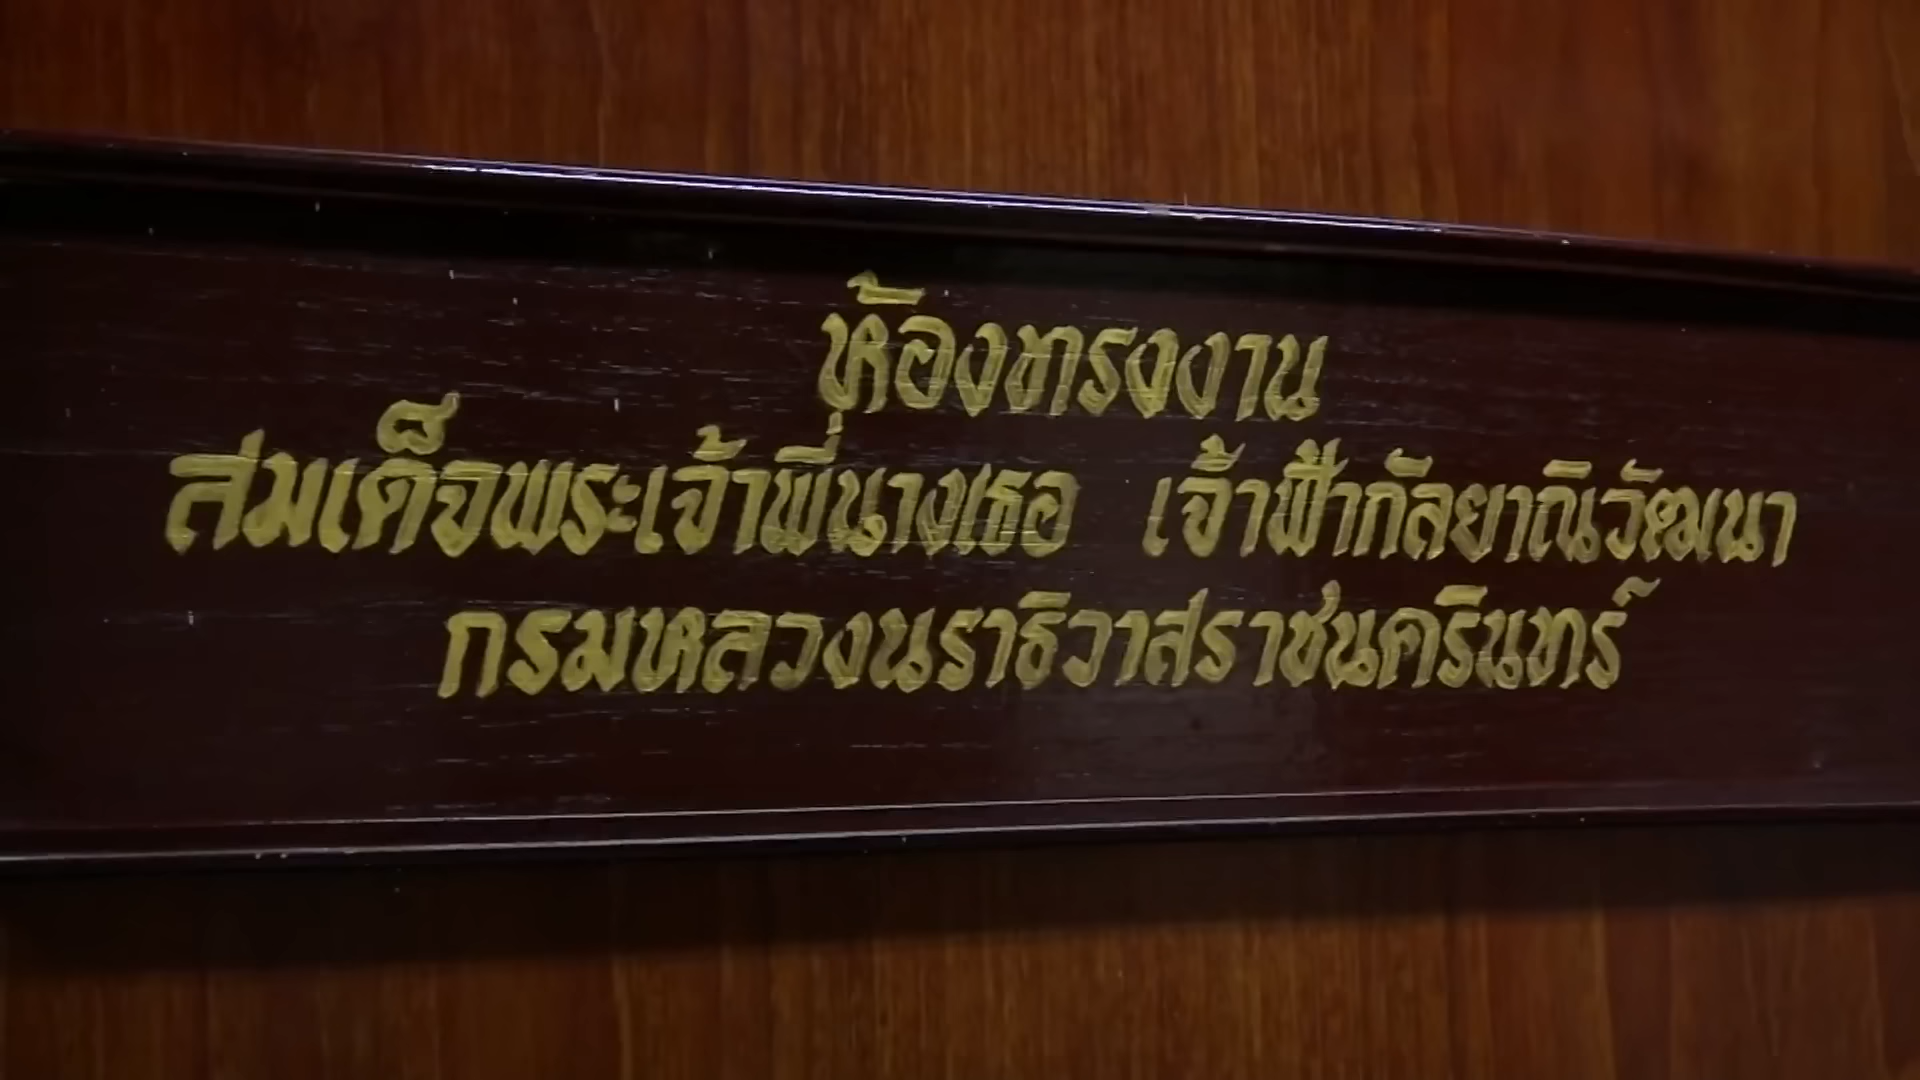 ห้องทรงงาน
สมเด็จพระเจ้าพี่นางเธอ เจ้าฟ้ากัลยาณิวัฒนา
กรมหลวงนราธิวาสราชนครินทร์